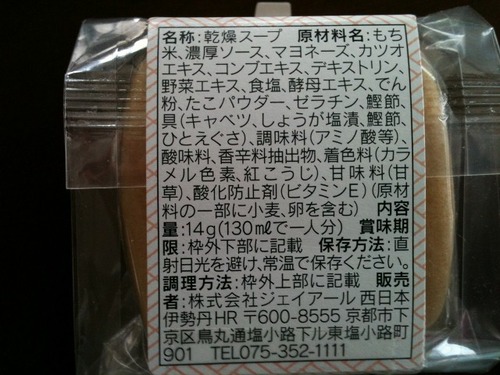 名称:乾燥スープ 原材料名:もち
米、濃厚ソース、マヨネーズ、カツオ
エキス、コンブエキス、デキストリン、
野菜エキス、食塩、酵母エキス、でん
粉、たこパウダー、ゼラチン、鰹節、
具(キャベツ、しょうが塩漬、鰹節、
ひとえぐさ)、調味料(アミノ酸等)、
酸味料、香辛料抽出物、着色料(カラ
メル色素、紅こうじ)、甘味料(甘
草)、酸化防止剤(ビタミンE)(原材
料の一部に小麦、卵を含む) 内容
量:14g(130mlで一人分) 賞味期
限:枠外下部に記載 保存方法:直
射日光を避け、常温で保存ください。
調理方法:枠外上部に記載 販売
者:株式会社ジェイアール西日本
伊勢丹HR 〒600-8555 京都市下
京区烏丸通塩小路下ル東塩小路町
901 TEL075-352-1111